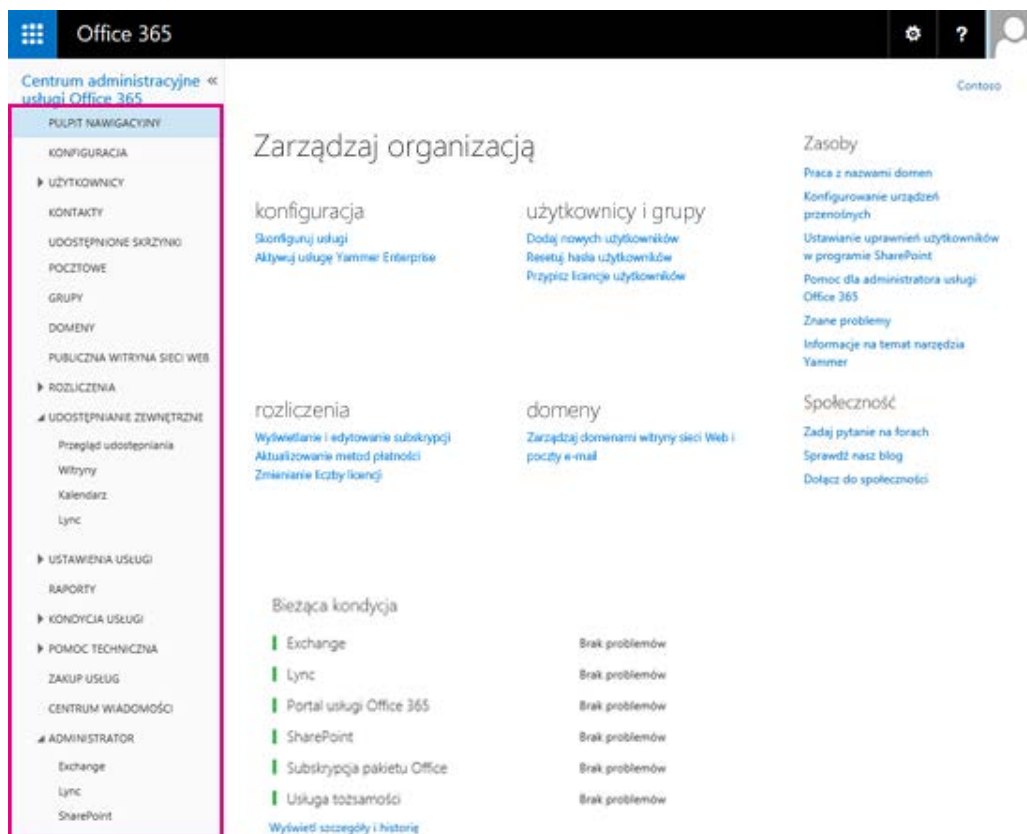 Office 365
?
Centrum administracyjne «
usługi Office 365
Contoso
PULPIT NAWIGACYJNY
KONFIGURACJA
UŻYTKOWNICY
KONTAKTY
UDOSTĘPNIONE SKRZYNKI
POCZTOWE
GRUPY
DOMENY
PUBLICZNA WITRYNA SIECI WEB
ROZLICZENIA
UDOSTĘPNIANIE ZEWNĘTRZNE
Przegląd udostępniania
Witryny
Kalendarz
Lync
USTAWIENIA USŁUGI
RAPORTY
KONDYCJA USŁUGI
POMOC TECHNICZNA
ZAKUP USŁUG
CENTRUM WIADOMOŚCI
ADMINISTRATOR
Exchange
Lync
SharePoint
Zarządzaj organizacją
konfiguracja
Skonfiguruj usługi
Aktywuj usługę Yammer Enterprise
użytkownicy i grupy
Dodaj nowych użytkowników
Resetuj hasła użytkowników
Przypisz licencje użytkowników
rozliczenia
Wyświetlanie i edytowanie subskrypcji
Aktualizowanie metod płatności
Zmienianie liczby licencji
domeny
Zarządzaj domenami witryny sieci Web i
poczty e-mail
Bieżąca kondycja
Exchange Brak problemów
Lync Brak problemów
Portal usługi Office 365 Brak problemów
SharePoint Brak problemów
Subskrypcja pakietu Office Brak problemów
Usługa tożsamości Brak problemów
Wyświetl szczegóły i historię
Zasoby
Praca z nazwami domen
Konfigurowanie urządzeń
przenośnych
Ustawianie uprawnień użytkowników
w programie SharePoint
Pomoc dla administratora usługi
Office 365
Znane problemy
Informacje na temat narzędzia
Yammer
Społeczność
Zadaj pytanie na forach
Sprawdź nasz blog
Dołącz do społeczności